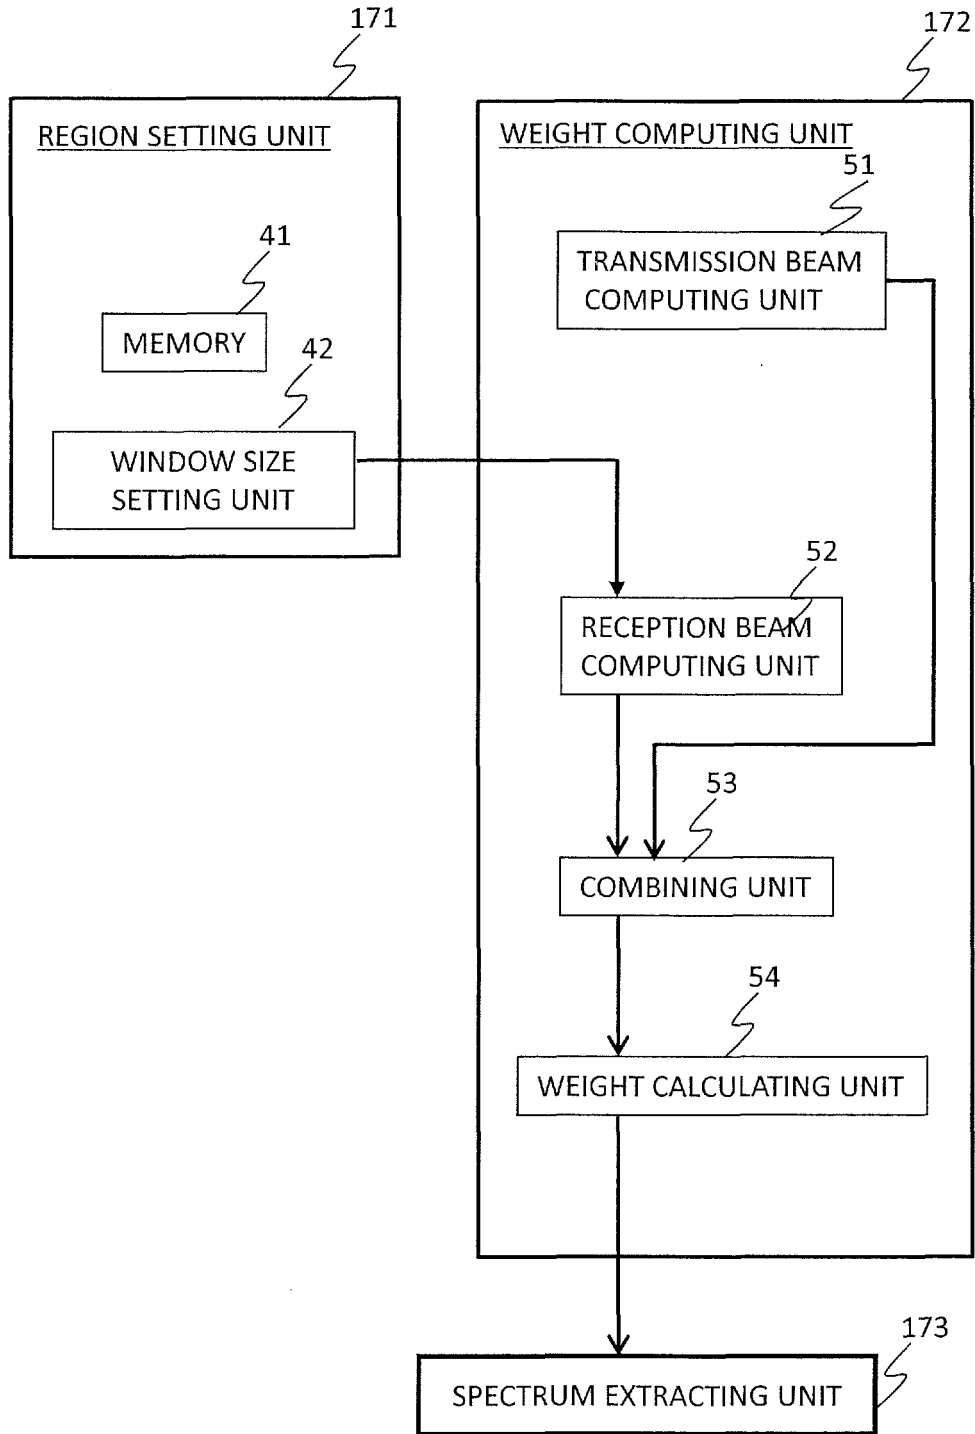 171
172
REGION SETTING UNIT
WEIGHT COMPUTING UNIT
51
TRANSMISSION BEAM
COMPUTING UNIT
41
MEMORY
42
WINDOW SIZE
SETTING UNIT
52
RECEPTION BEAM
COMPUTING UNIT
53
COMBINING UNIT
54
WEIGHT CALCULATING UNIT
173
SPECTRUM EXTRACTING UNIT